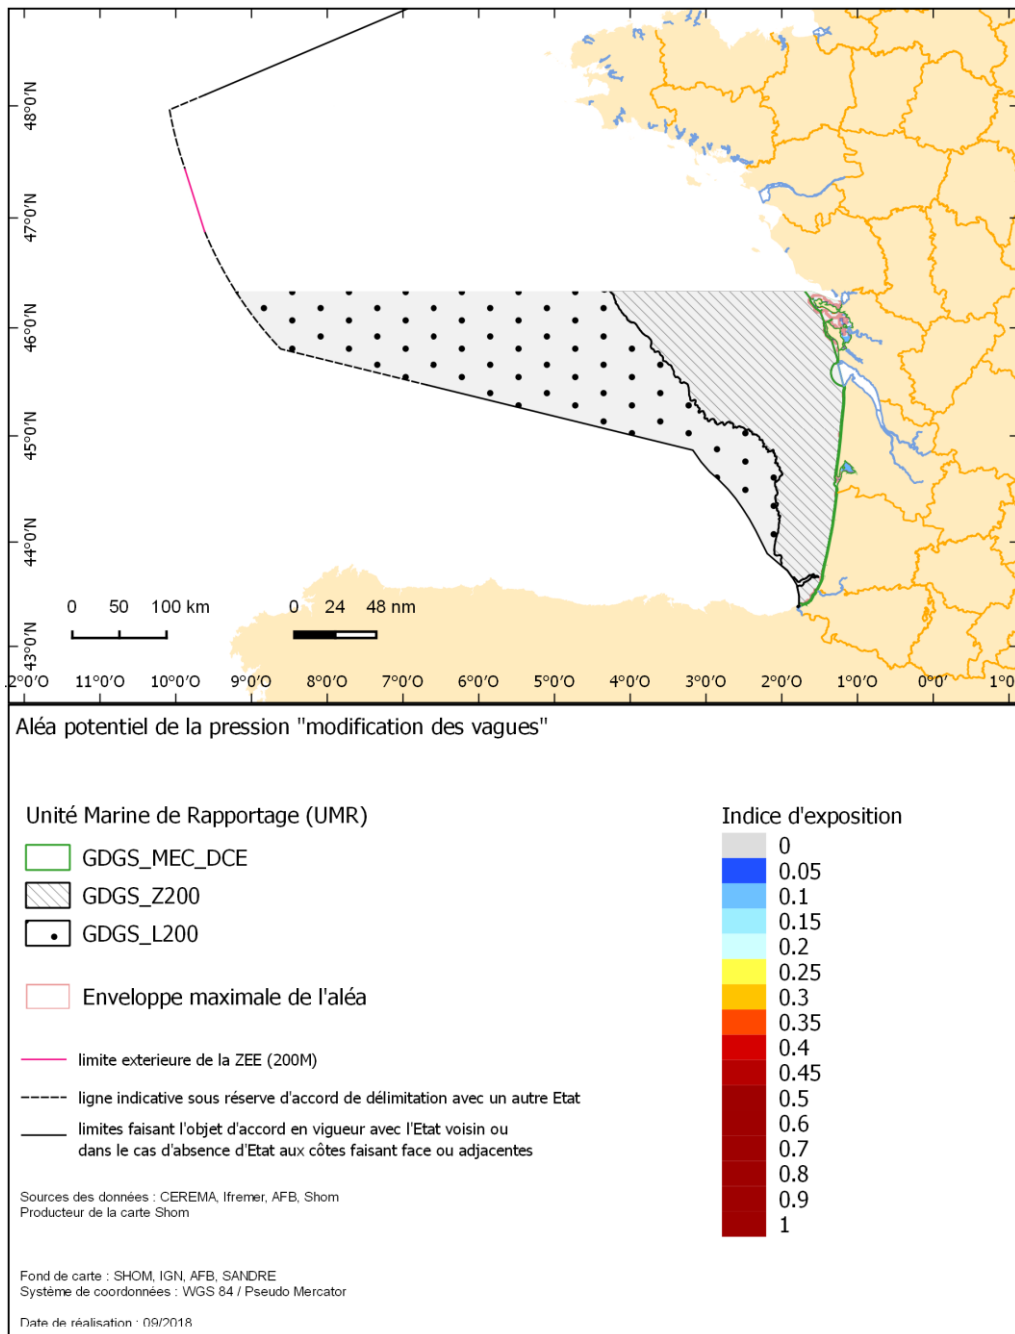 48°0'N
47°0'N
46°0'N
45°0'N
44°0'N
43°0'N
0 50 100 km
0 24 48 nm
12°0'O 11°0'O 10°0'O 9°0'O 8°0'O 7°0'O 6°0'O 5°0'O 4°0'O 3°0'O 2°0'O 1°0'O 0°0' 1°0'
Aléa potentiel de la pression "modification des vagues"
Unité Marine de Rapportage (UMR)
GDGS_MEC_DCE
GDGS_Z200
GDGS_L200
Enveloppe maximale de l'aléa
limite exterieure de la ZEE (200M)
ligne indicative sous réserve d'accord de délimitation avec un autre Etat
limites faisant l'objet d'accord en vigueur avec l'Etat voisin ou
dans le cas d'absence d'Etat aux côtes faisant face ou adjacentes
Sources des données : CEREMA, Ifremer, AFB, Shom
Producteur de la carte Shom
Fond de carte : SHOM, IGN, AFB, SANDRE
Système de coordonnées : WGS 84 / Pseudo Mercator
Date de réalisation : 09/2018
Indice d'exposition
0
0.05
0.1
0.15
0.2
0.25
0.3
0.35
0.4
0.45
0.5
0.6
0.7
0.8
0.9
1